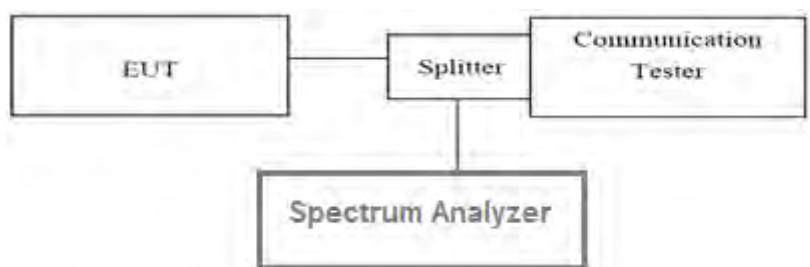 EUT
Splitter
Communication
Tester
Spectrum Analyzer